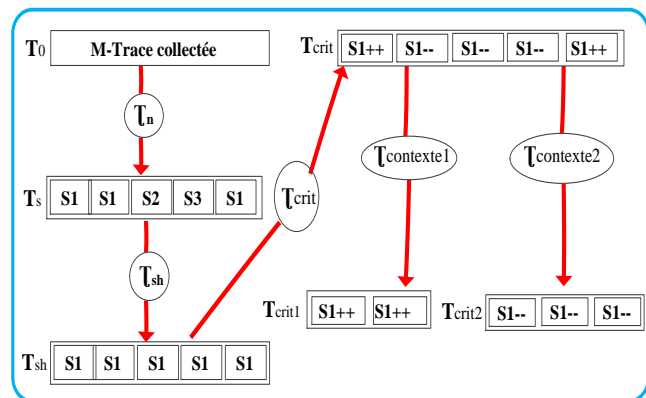 T0 M-Trace collectée
Tcrit S1++ S1-- S1-- S1-- S1++
τn
τcontexte1 τcontexte2
Ts S1 S1 S2 S3 S1
τcrit
τsh
Tcrit1 S1++ S1++
Tcrit2 S1-- S1-- S1--
Tsh S1 S1 S1 S1 S1